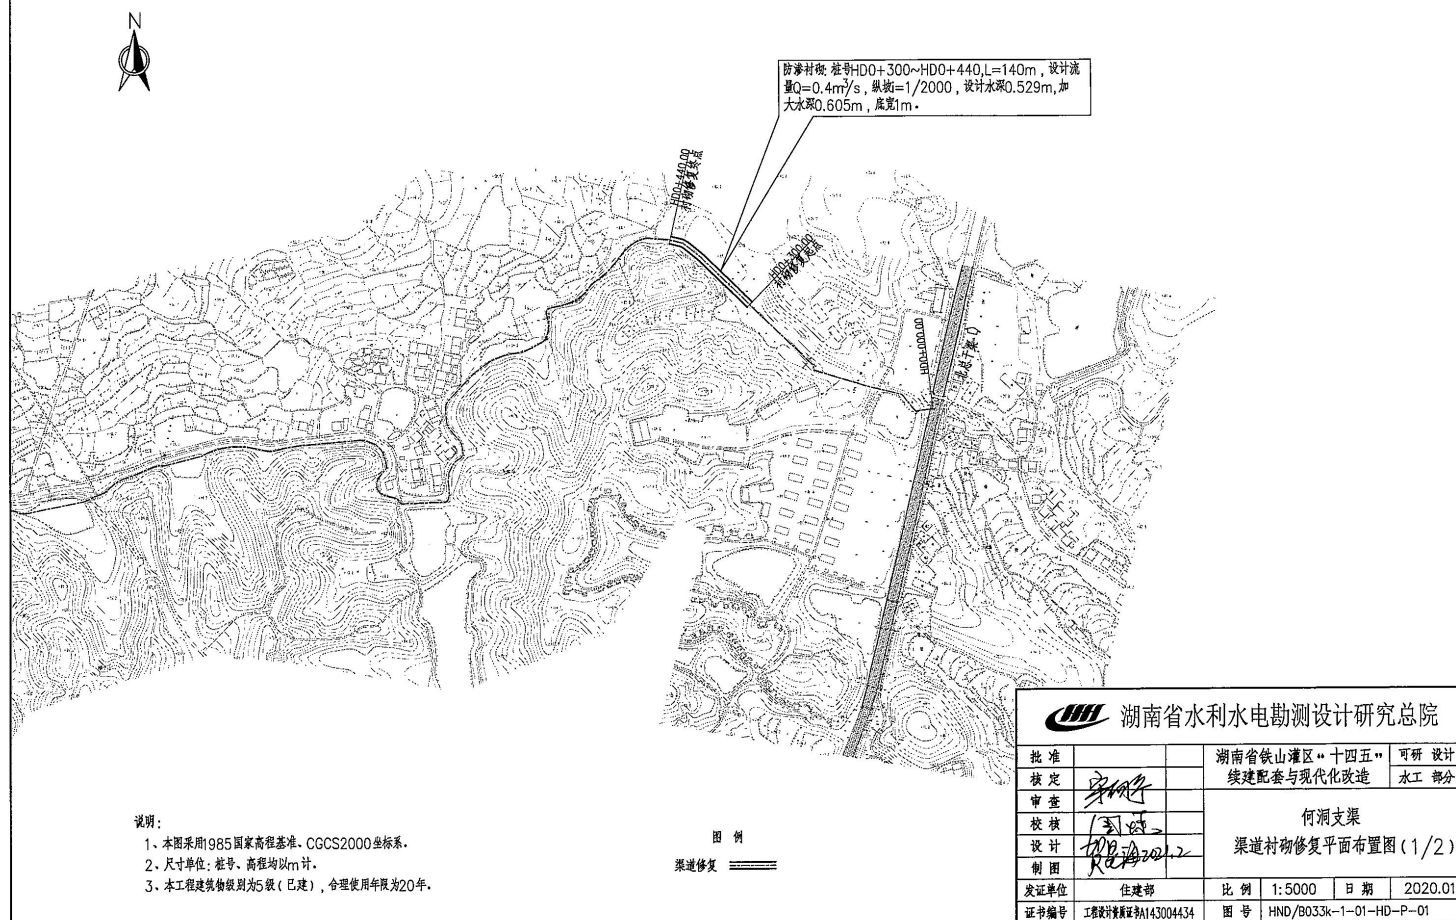 N
防渗衬砌: 桩号HD0+300~HD0+440,L=140m，设计流
量Q=0.4m³/s，纵坡=1/2000，设计水深0.529m,加
大水深0.605m，底宽1m。
HD0+440.00
衬砌修复终点
HD0+300.00
衬砌修复起点
HD0+000.00
北总干渠
说明:
1、本图采用1985国家高程基准、CGCS2000坐标系。
2、尺寸单位: 桩号、高程均以m计。
3、本工程建筑物级别为5级(已建)，合理使用年限为20年。
图 例
渠道修复
湖南省水利水电勘测设计研究总院
批 准
核 定
审 查
校 核
设 计
制 图
湖南省铁山灌区“十四五”
续建配套与现代化改造
可研 设计
水工 部分
何洞支渠
渠道衬砌修复平面布置图(1/2)
发证单位 住建部 比 例 1:5000 日 期 2020.01
证书编号 工程设计资质证书A143004434 图 号 HND/B033k-1-01-HD-P-01